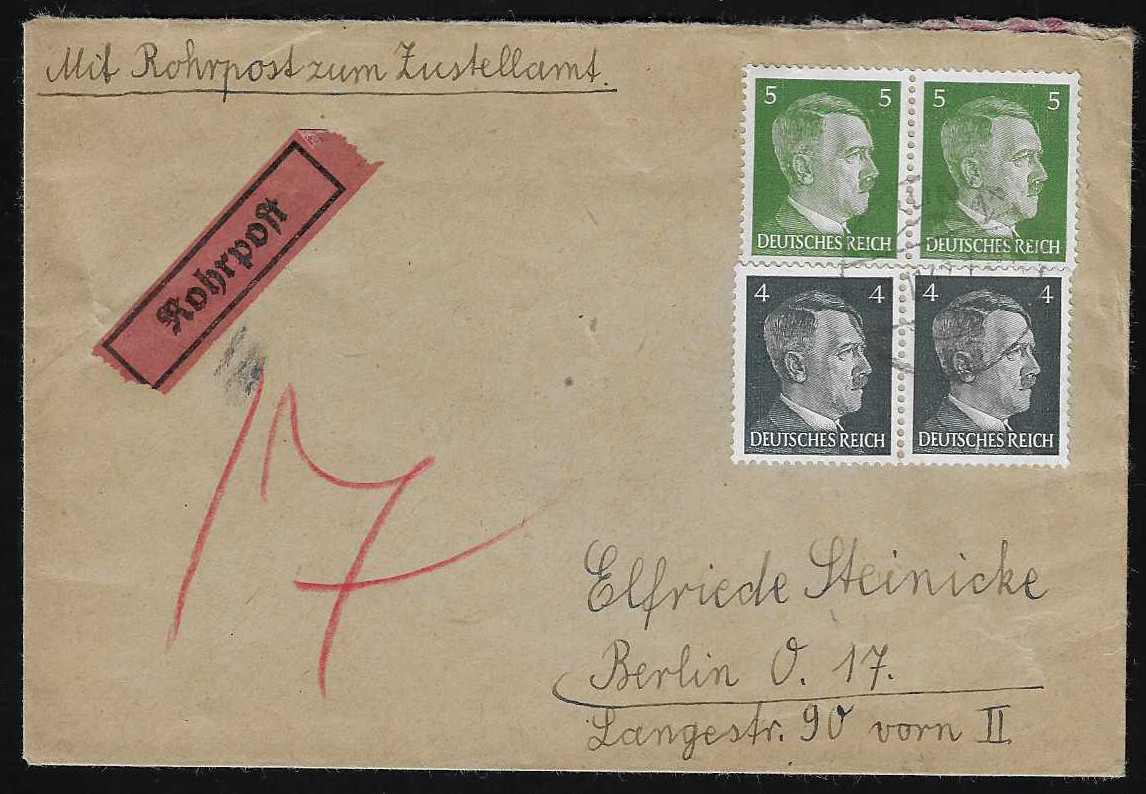 Mit Rohrpost zum Zustellamt.
Rohrpost
5 5
DEUTSCHES REICH
5 5
DEUTSCHES REICH
4 4
DEUTSCHES REICH
4 4
DEUTSCHES REICH
17
Elfriede Steinicke
Berlin O. 17.
Langestr. 90 vorn II